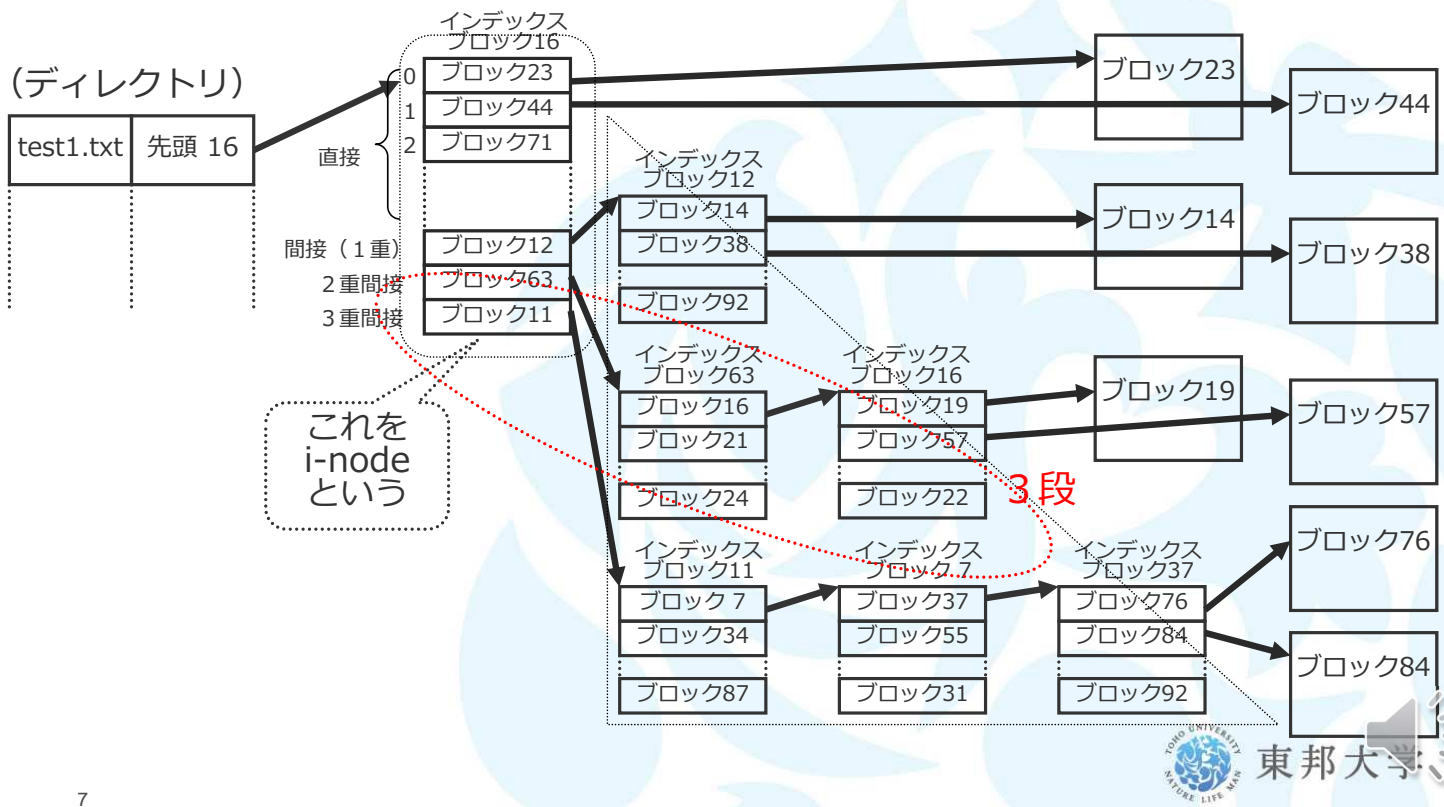 (ディレクトリ)
test1.txt 先頭 16
インデックス
ブロック16
直接
0 ブロック23
1 ブロック44
2 ブロック71
間接（１重） ブロック12
２重間接 ブロック63
３重間接 ブロック11
これを
i-node
という
ブロック23
ブロック44
インデックス
ブロック12
ブロック14
ブロック38
ブロック92
ブロック14
ブロック38
インデックス
ブロック63
ブロック16
ブロック21
ブロック24
インデックス
ブロック16
ブロック19
ブロック57
ブロック22
ブロック19
ブロック57
３段
インデックス
ブロック11
ブロック 7
ブロック34
ブロック87
インデックス
ブロック 7
ブロック37
ブロック55
ブロック31
インデックス
ブロック37
ブロック76
ブロック84
ブロック92
ブロック76
ブロック84
TOHO UNIVERSITY
NATURE LIFE MAN
東邦大学
7